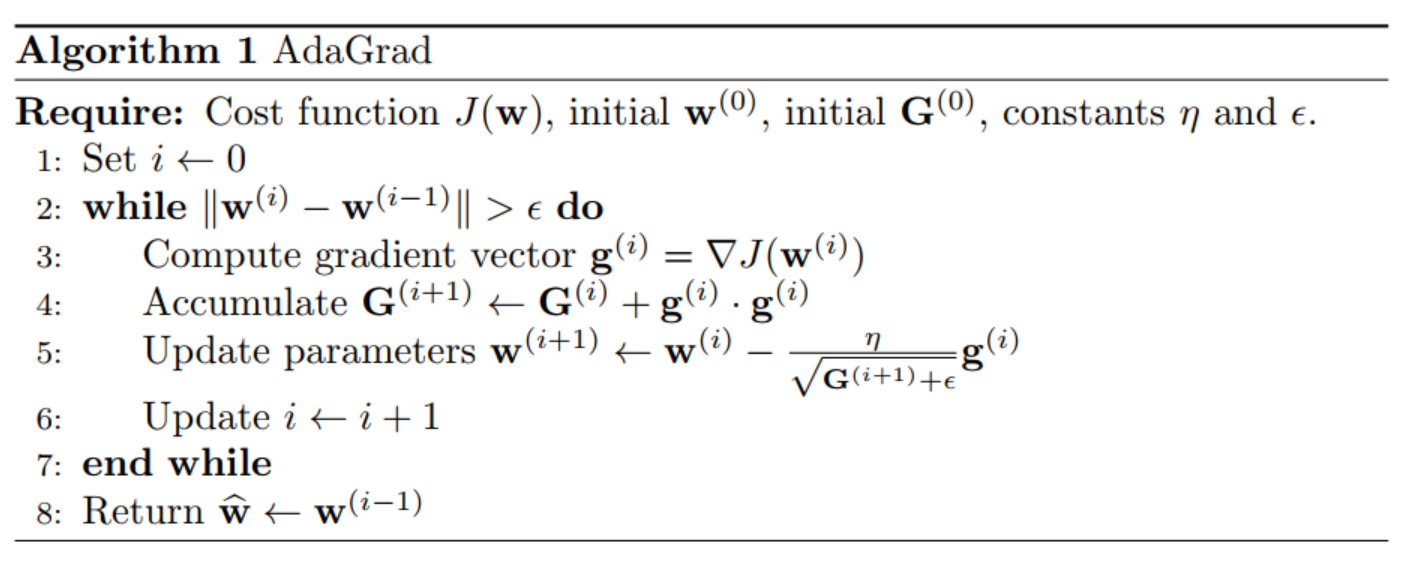 Algorithm 1 AdaGrad
Require: Cost function J(w), initial w^(0), initial G^(0), constants η and ϵ.
1: Set i ← 0
2: while ‖w^(i) − w^(i−1)‖ > ϵ do
3: Compute gradient vector g^(i) = ∇J(w^(i))
4: Accumulate G^(i+1) ← G^(i) + g^(i) · g^(i)
5: Update parameters w^(i+1) ← w^(i) − η/√(G^(i+1)+ϵ) g^(i)
6: Update i ← i + 1
7: end while
8: Return ŵ ← w^(i−1)